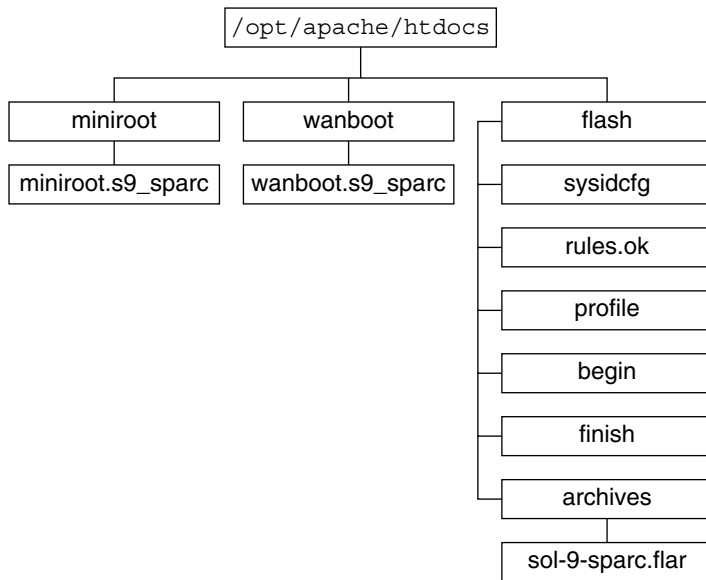 /opt/apache/htdocs
miniroot
wanboot
flash
miniroot.s9_sparc
wanboot.s9_sparc
sysidcfg
rules.ok
profile
begin
finish
archives
sol-9-sparc.flar